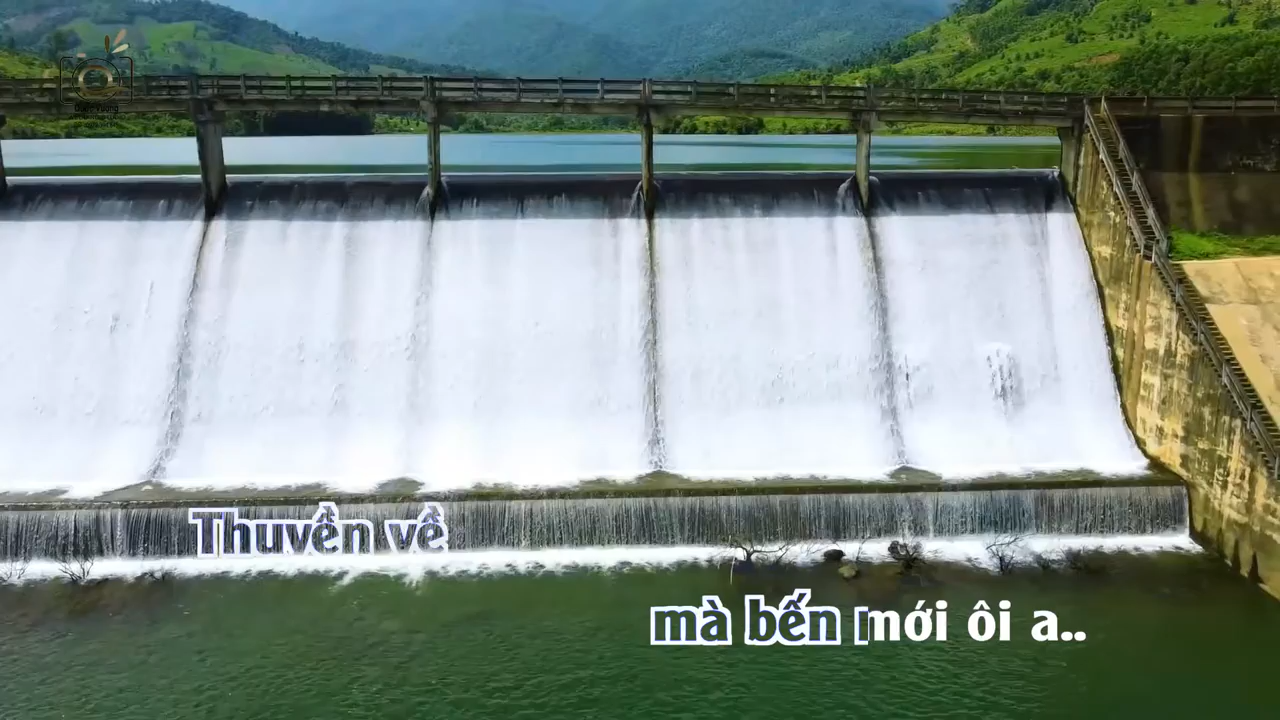 Thuyền về
mà bến mới ôi a..